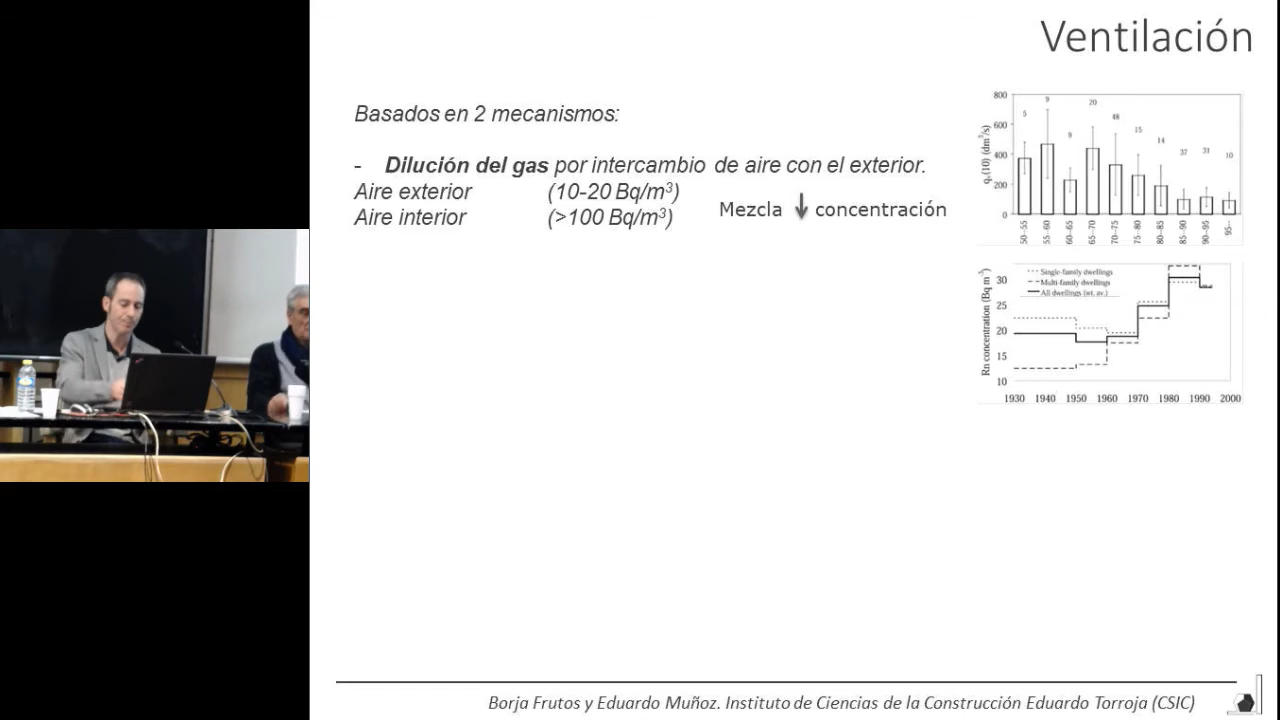 Ventilación
Basados en 2 mecanismos:
- Dilución del gas por intercambio de aire con el exterior.
Aire exterior (10-20 Bq/m³)
Aire interior (>100 Bq/m³)
Mezcla ↓ concentración
800
600
400
200
0
qᵥ(10) (dm³/s)
5 9 9 20 48 15 14 37 31 10
50--55 55--60 60--65 65--70 70--75 75--80 80--85 85--90 90--95 95--
Single-family dwellings
Multi-family dwellings
All dwellings (wt. av.)
Rn concentration (Bq m⁻³)
30
25
20
15
10
1930 1940 1950 1960 1970 1980 1990 2000
Borja Frutos y Eduardo Muñoz. Instituto de Ciencias de la Construcción Eduardo Torroja (CSIC)